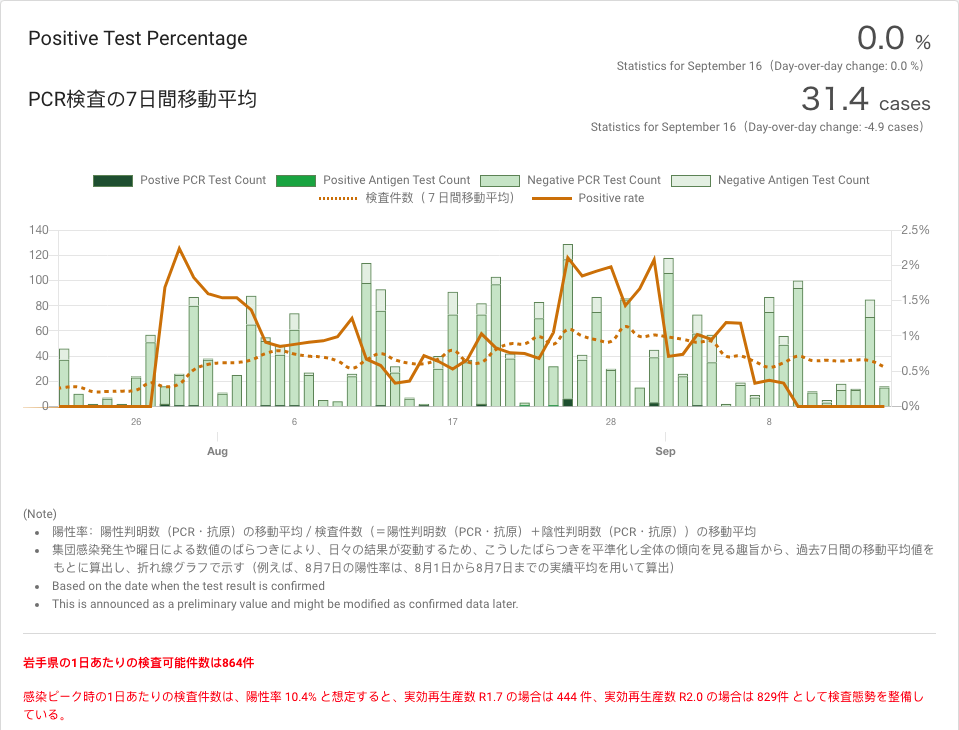 Positive Test Percentage
0.0 %
Statistics for September 16（Day-over-day change: 0.0 %）
PCR検査の7日間移動平均
31.4 cases
Statistics for September 16（Day-over-day change: -4.9 cases）
Postive PCR Test Count Positive Antigen Test Count Negative PCR Test Count Negative Antigen Test Count
検査件数（７日間移動平均） Positive rate
140 2.5%
120 2%
100
80 1.5%
60 1%
40
20 0.5%
0 0%
26 6 17 28 8
Aug Sep
(Note)
• 陽性率：陽性判明数（PCR・抗原）の移動平均 / 検査件数（＝陽性判明数（PCR・抗原）＋陰性判明数（PCR・抗原））の移動平均
• 集団感染発生や曜日による数値のばらつきにより、日々の結果が変動するため、こうしたばらつきを平準化し全体の傾向を見る趣旨から、過去7日間の移動平均値を
もとに算出し、折れ線グラフで示す（例えば、8月7日の陽性率は、8月1日から8月7日までの実績平均を用いて算出）
• Based on the date when the test result is confirmed
• This is announced as a preliminary value and might be modified as confirmed data later.
岩手県の1日あたりの検査可能件数は864件
感染ピーク時の1日あたりの検査件数は、陽性率 10.4% と想定すると、実効再生産数 R1.7 の場合は 444 件、実効再生産数 R2.0 の場合は 829件 として検査態勢を整備し
ている。